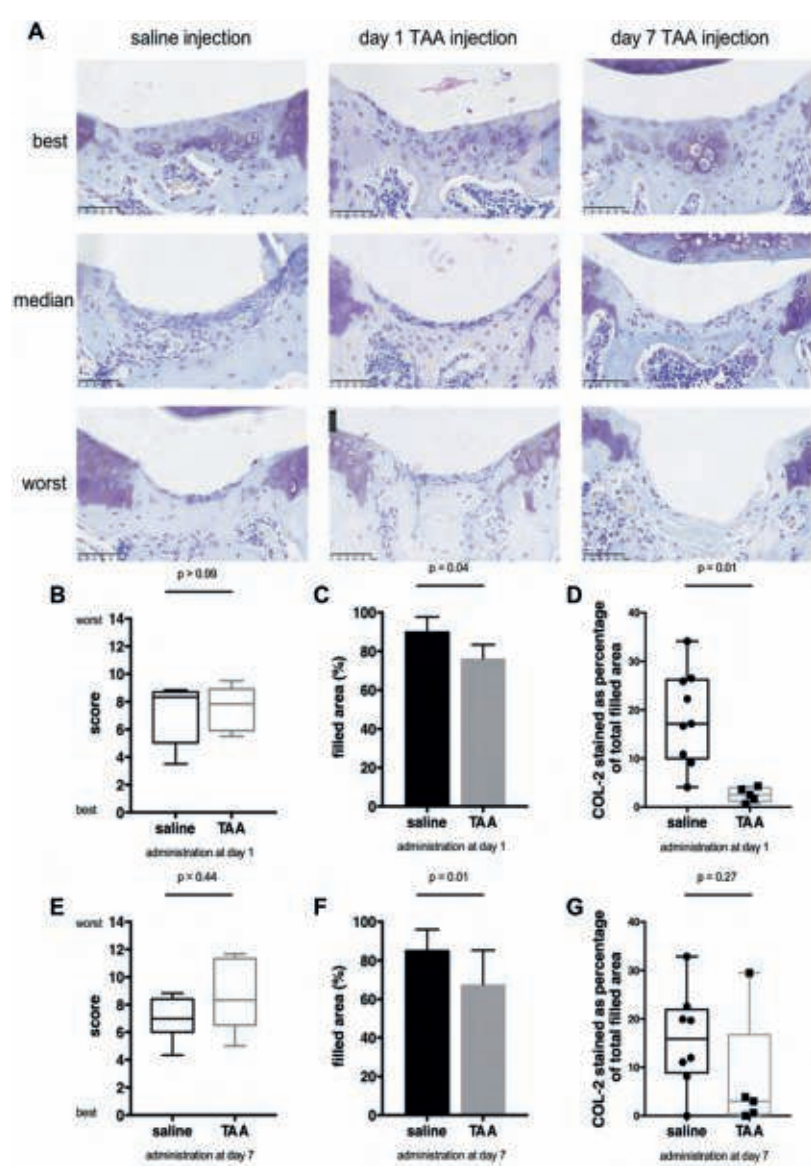 A
saline injection
day 1 TAA injection
day 7 TAA injection
best
median
worst
B
p > 0.99
worst
14
12
10
8
6
4
2
0
best
score
saline
TAA
administration at day 1
C
p = 0.04
100
80
60
40
20
0
filled area (%)
saline
TAA
administration at day 1
D
p = 0.01
40
30
20
10
0
COL-2 stained as percentage
of total filled area
saline
TAA
administration at day 1
E
p = 0.44
worst
14
12
10
8
6
4
2
0
best
score
saline
TAA
administration at day 7
F
p = 0.01
100
80
60
40
20
0
filled area (%)
saline
TAA
administration at day 7
G
p = 0.27
40
30
20
10
0
COL-2 stained as percentage
of total filled area
saline
TAA
administration at day 7